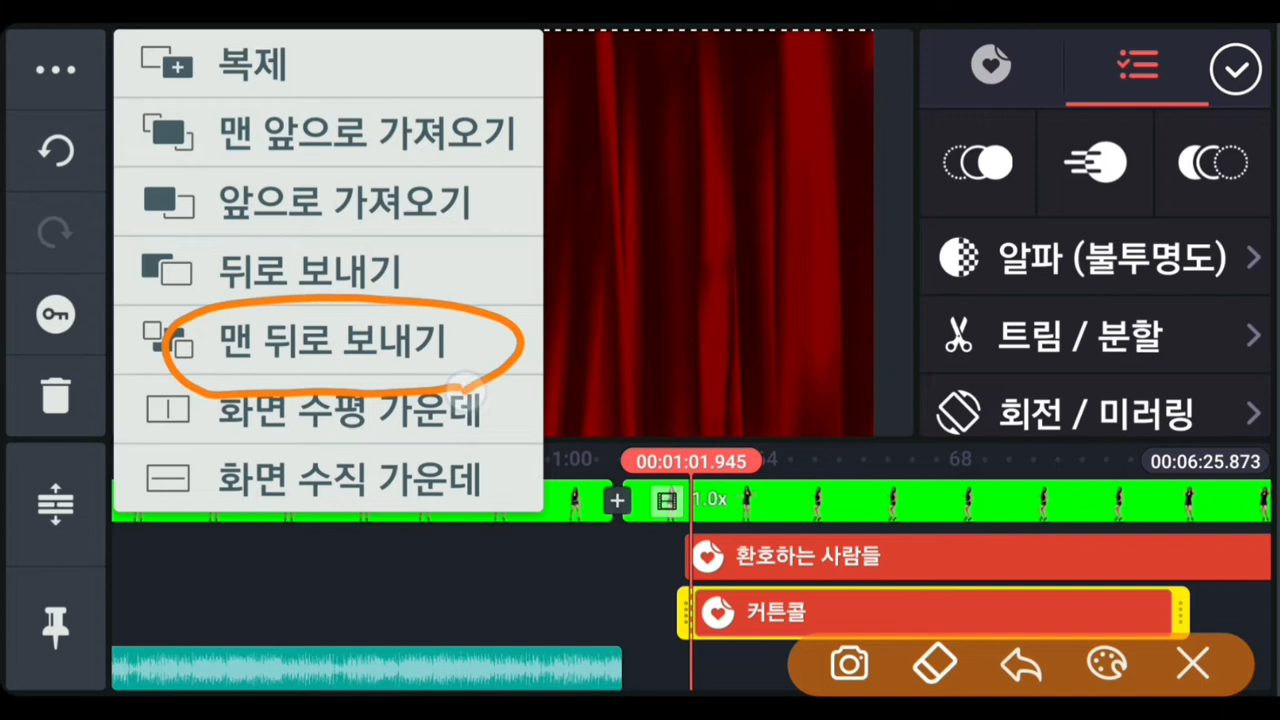 복제
맨 앞으로 가져오기
앞으로 가져오기
뒤로 보내기
맨 뒤로 보내기
화면 수평 가운데
화면 수직 가운데
알파 (불투명도)
트림 / 분할
회전 / 미러링
1:00
00:01:01.945
64
68
00:06:25.873
1.0x
환호하는 사람들
커튼콜